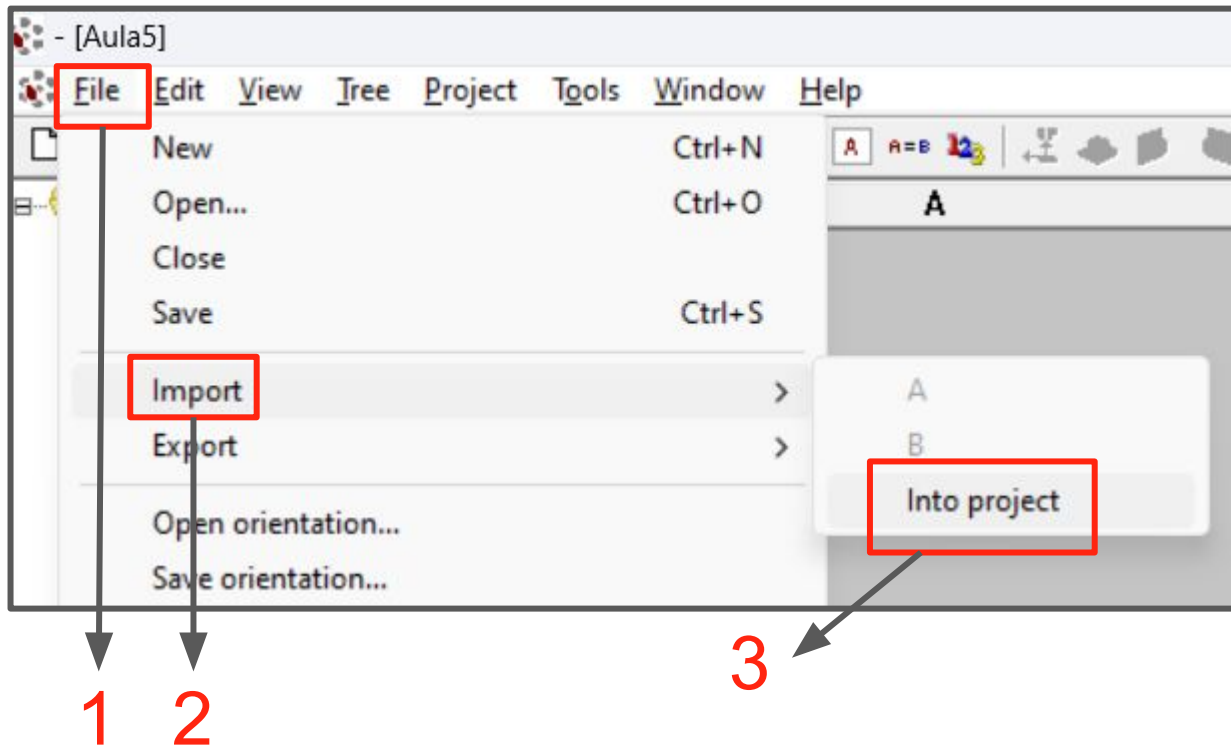 - [Aula5]
File Edit View Tree Project Tools Window Help
A A=B 123
New Ctrl+N
Open... Ctrl+O
A
Close
Save Ctrl+S
Import
A
Export
B
Into project
Open orientation...
Save orientation...
1 2 3